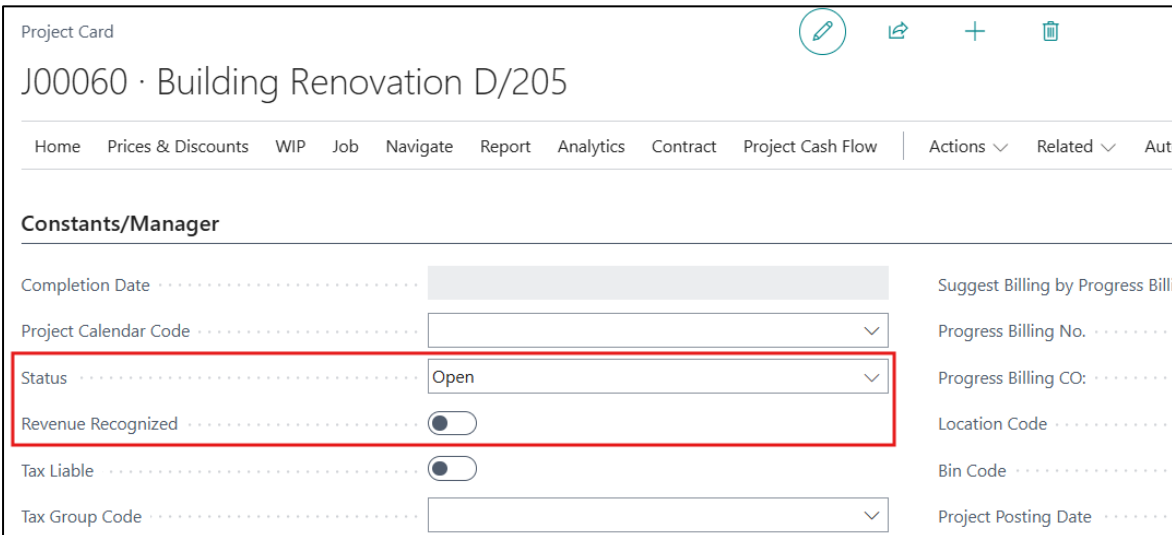 Project Card
J00060 · Building Renovation D/205
Home Prices & Discounts WIP Job Navigate Report Analytics Contract Project Cash Flow Actions Related Aut
Constants/Manager
Completion Date
Suggest Billing by Progress Billi
Project Calendar Code
Progress Billing No.
Status Open
Progress Billing CO:
Revenue Recognized
Location Code
Tax Liable
Bin Code
Tax Group Code
Project Posting Date